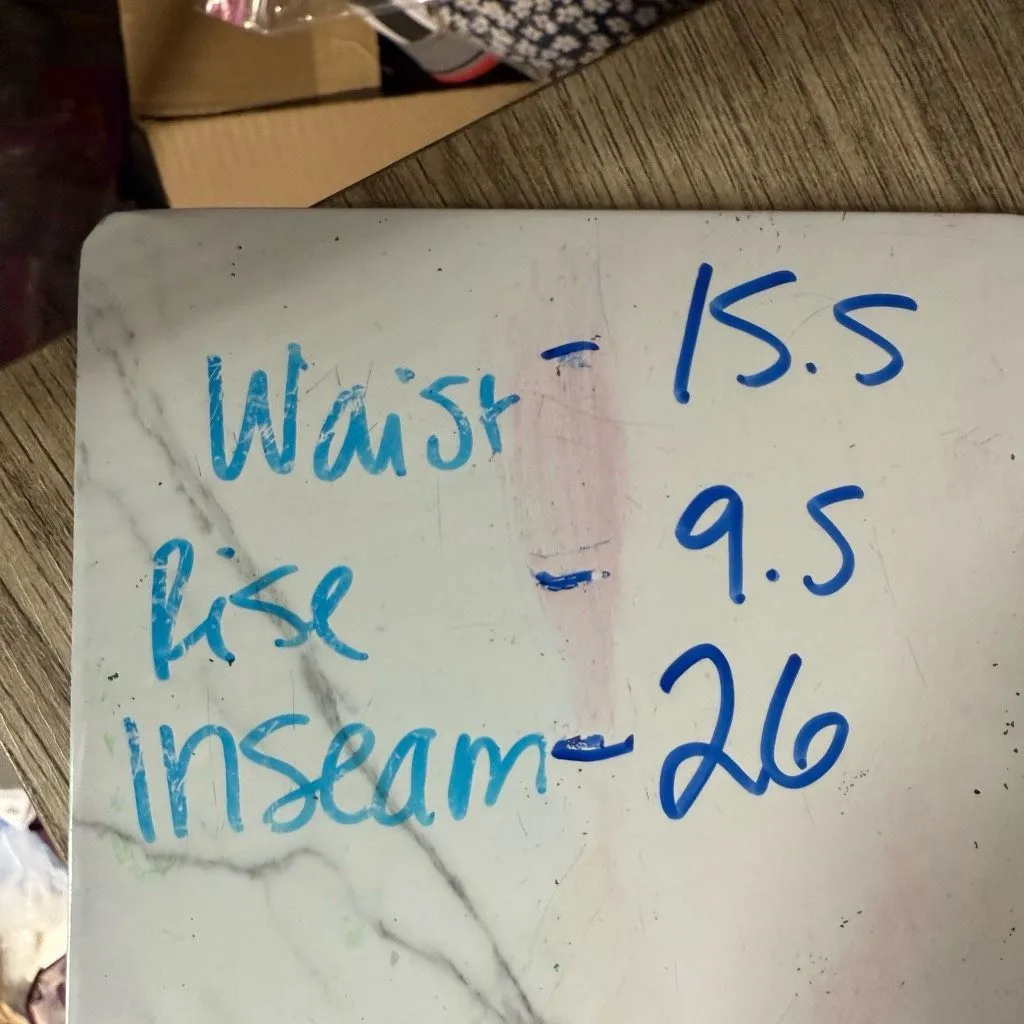 Waist - 15.5
Rise - 9.5
Inseam - 26